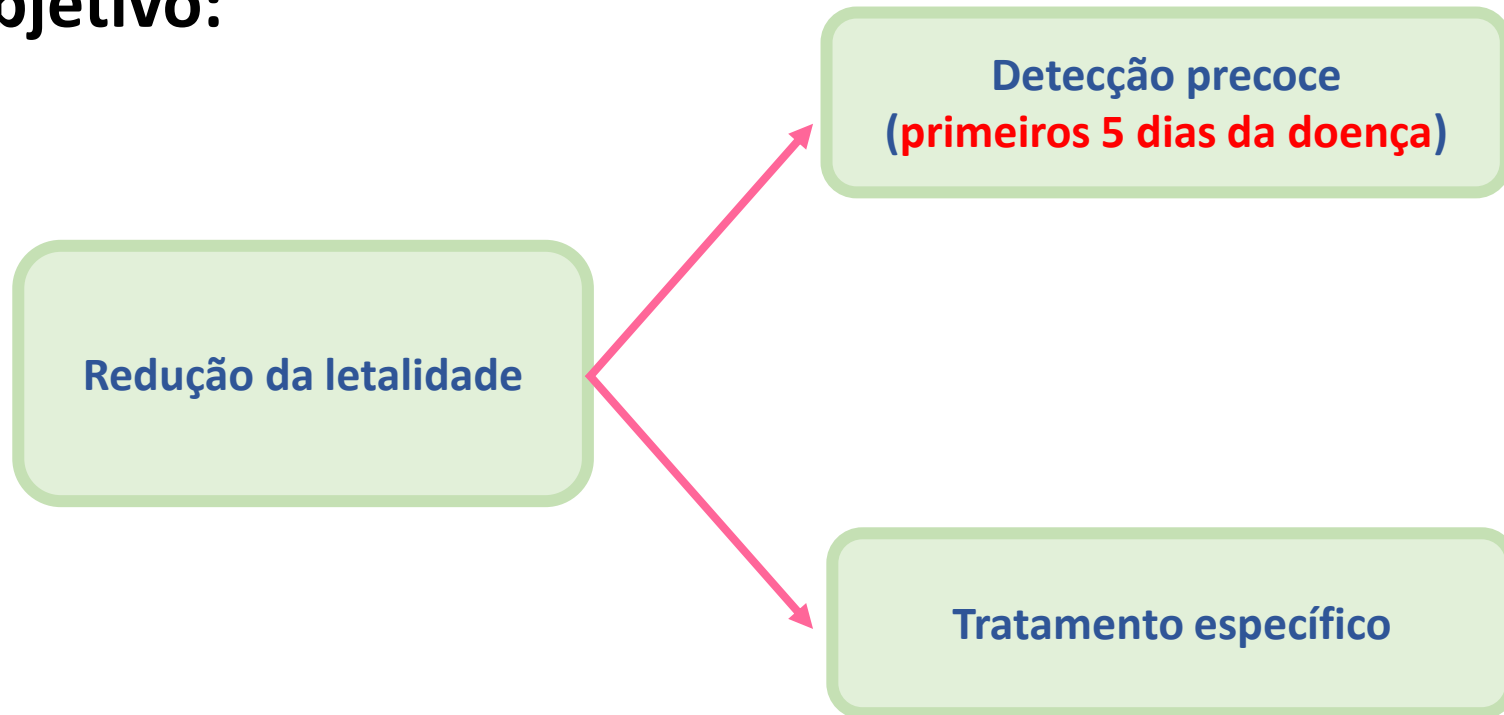 bjetivo:
Detecção precoce
(primeiros 5 dias da doença)
Redução da letalidade
Tratamento específico